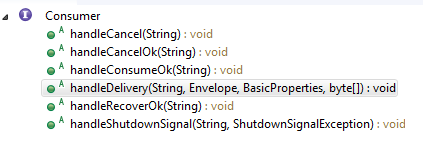 Consumer
handleCancel(String) : void
handleCancelOk(String) : void
handleConsumeOk(String) : void
handleDelivery(String, Envelope, BasicProperties, byte[]) : void
handleRecoverOk(String) : void
handleShutdownSignal(String, ShutdownSignalException) : void